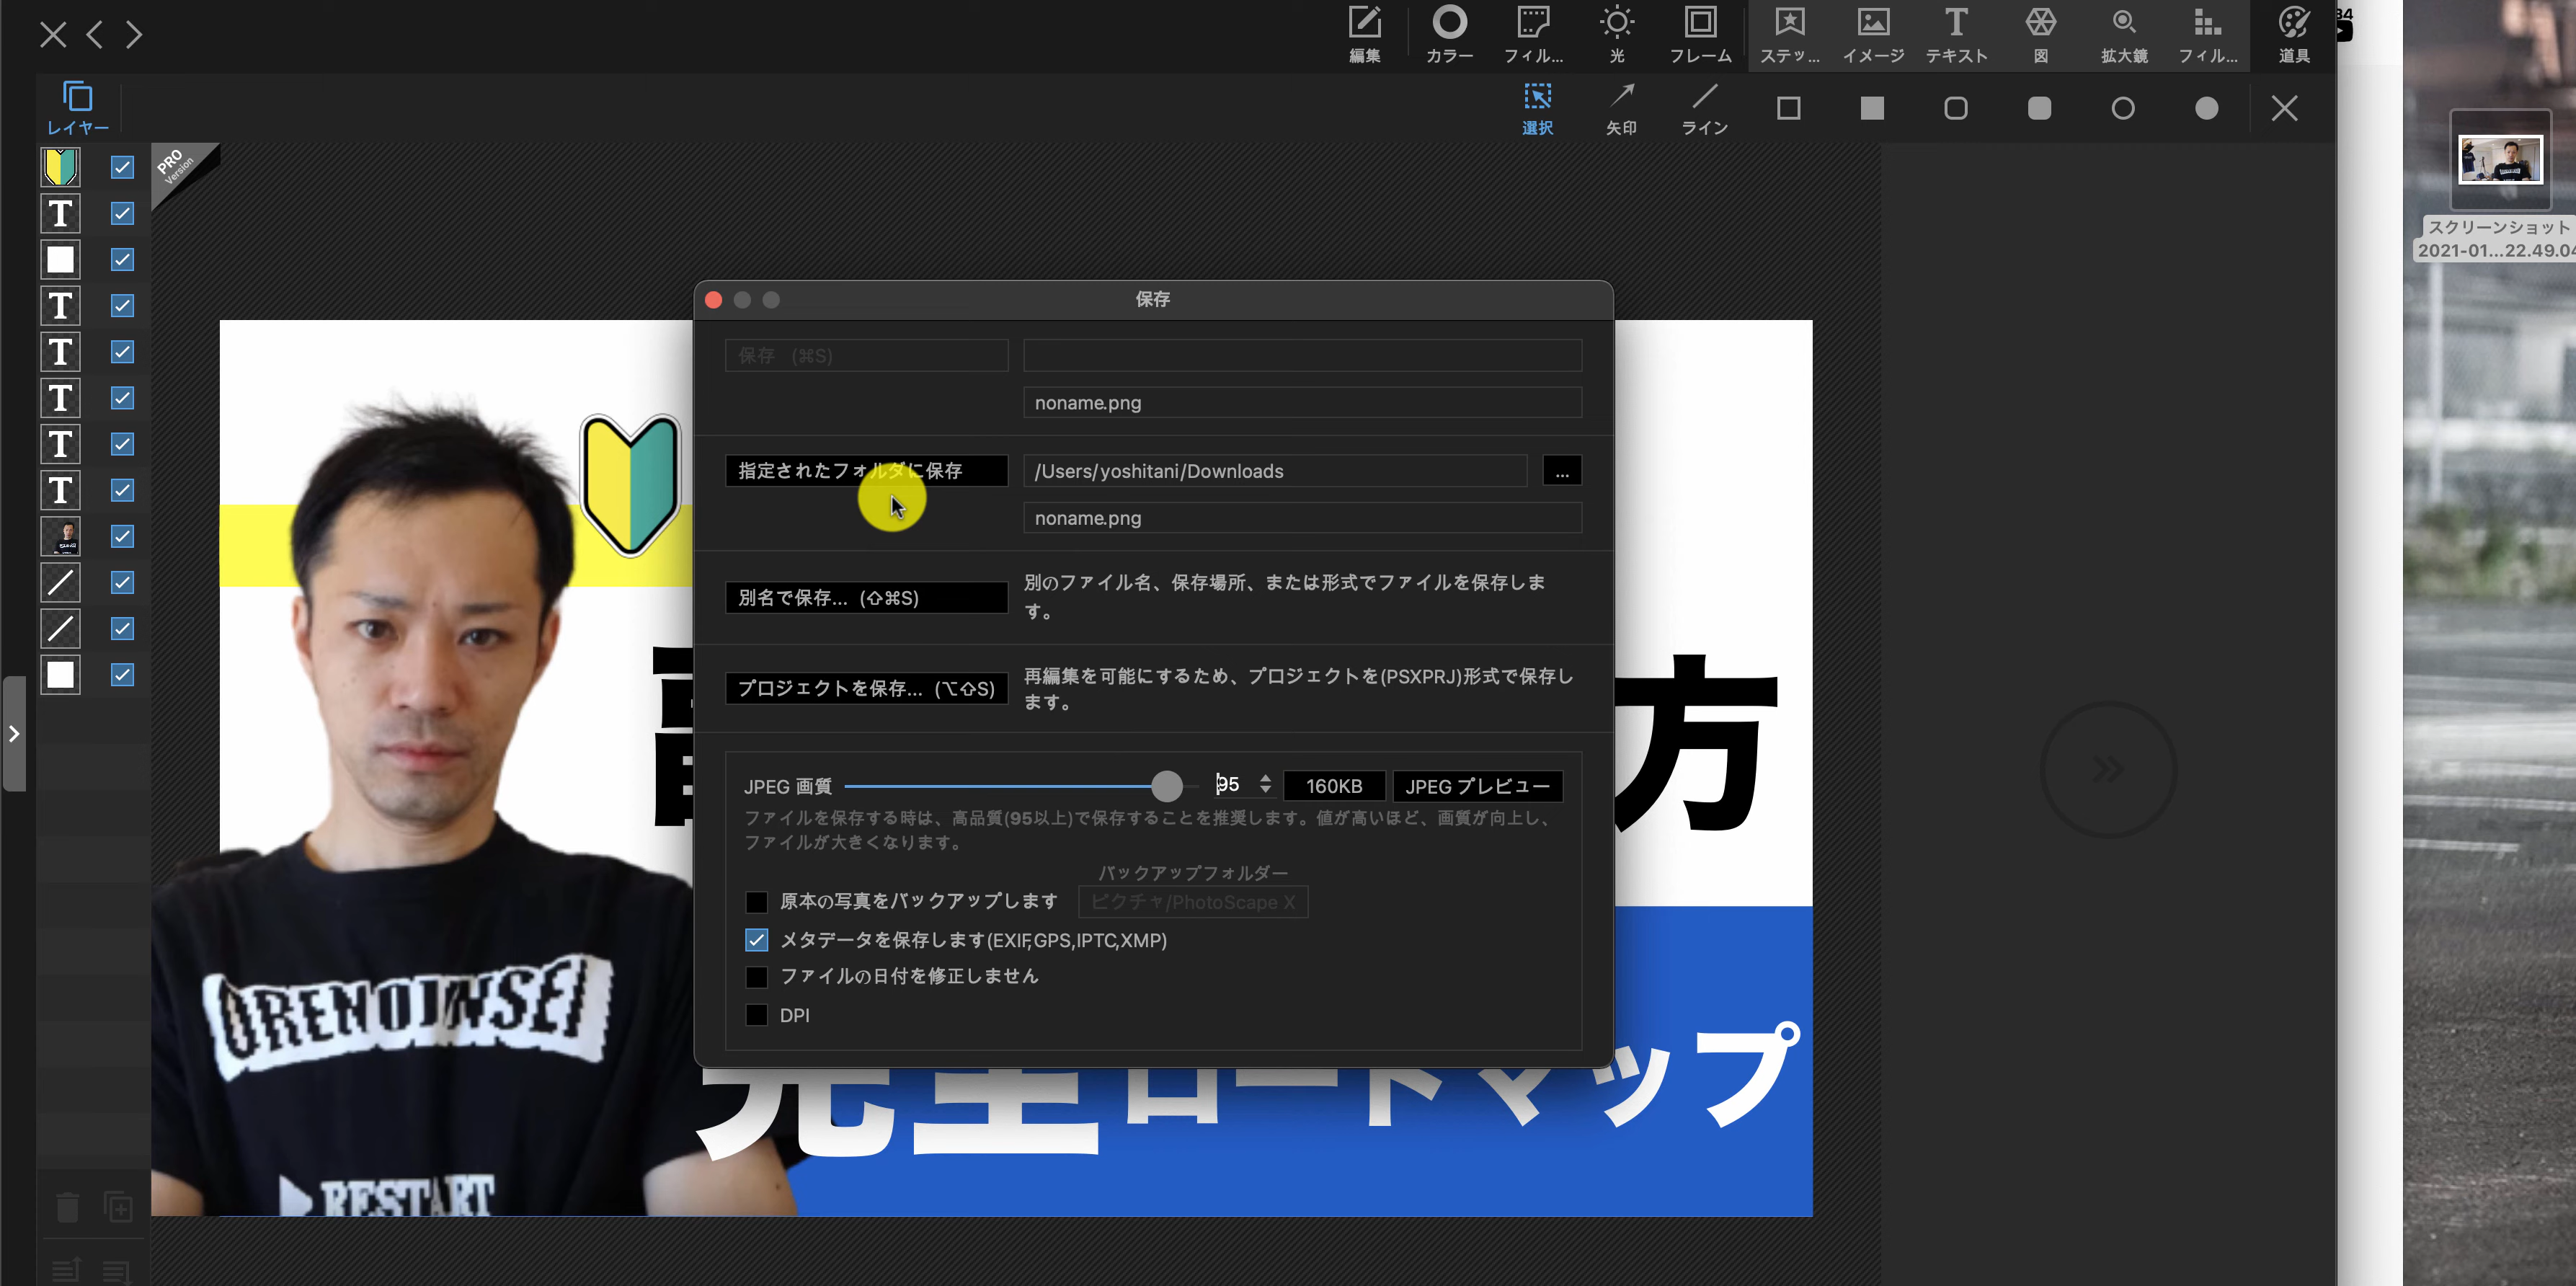 編集
カラー
フィル...
光
フレーム
ステッ...
イメージ
テキスト
図
拡大鏡
フィル...
道具
レイヤー
選択
矢印
ライン
PRO
Version
スクリーンショット
2021-01...22.49.04
保存
保存 (⌘S)
noname.png
指定されたフォルダに保存
/Users/yoshitani/Downloads
...
noname.png
別名で保存... (⇧⌘S)
別のファイル名、保存場所、または形式でファイルを保存しま
す。
プロジェクトを保存... (⌥⇧S)
再編集を可能にするため、プロジェクトを(PSXPRJ)形式で保存し
ます。
JPEG 画質
95
160KB
JPEG プレビュー
ファイルを保存する時は、高品質(95以上)で保存することを推奨します。値が高いほど、画質が向上し、
ファイルが大きくなります。
バックアップフォルダー
原本の写真をバックアップします
ピクチャ/PhotoScape X
メタデータを保存します(EXIF,GPS,IPTC,XMP)
ファイルの日付を修正しません
DPI
方
完全ロードマップ
ORENOJINSEI
RESTART